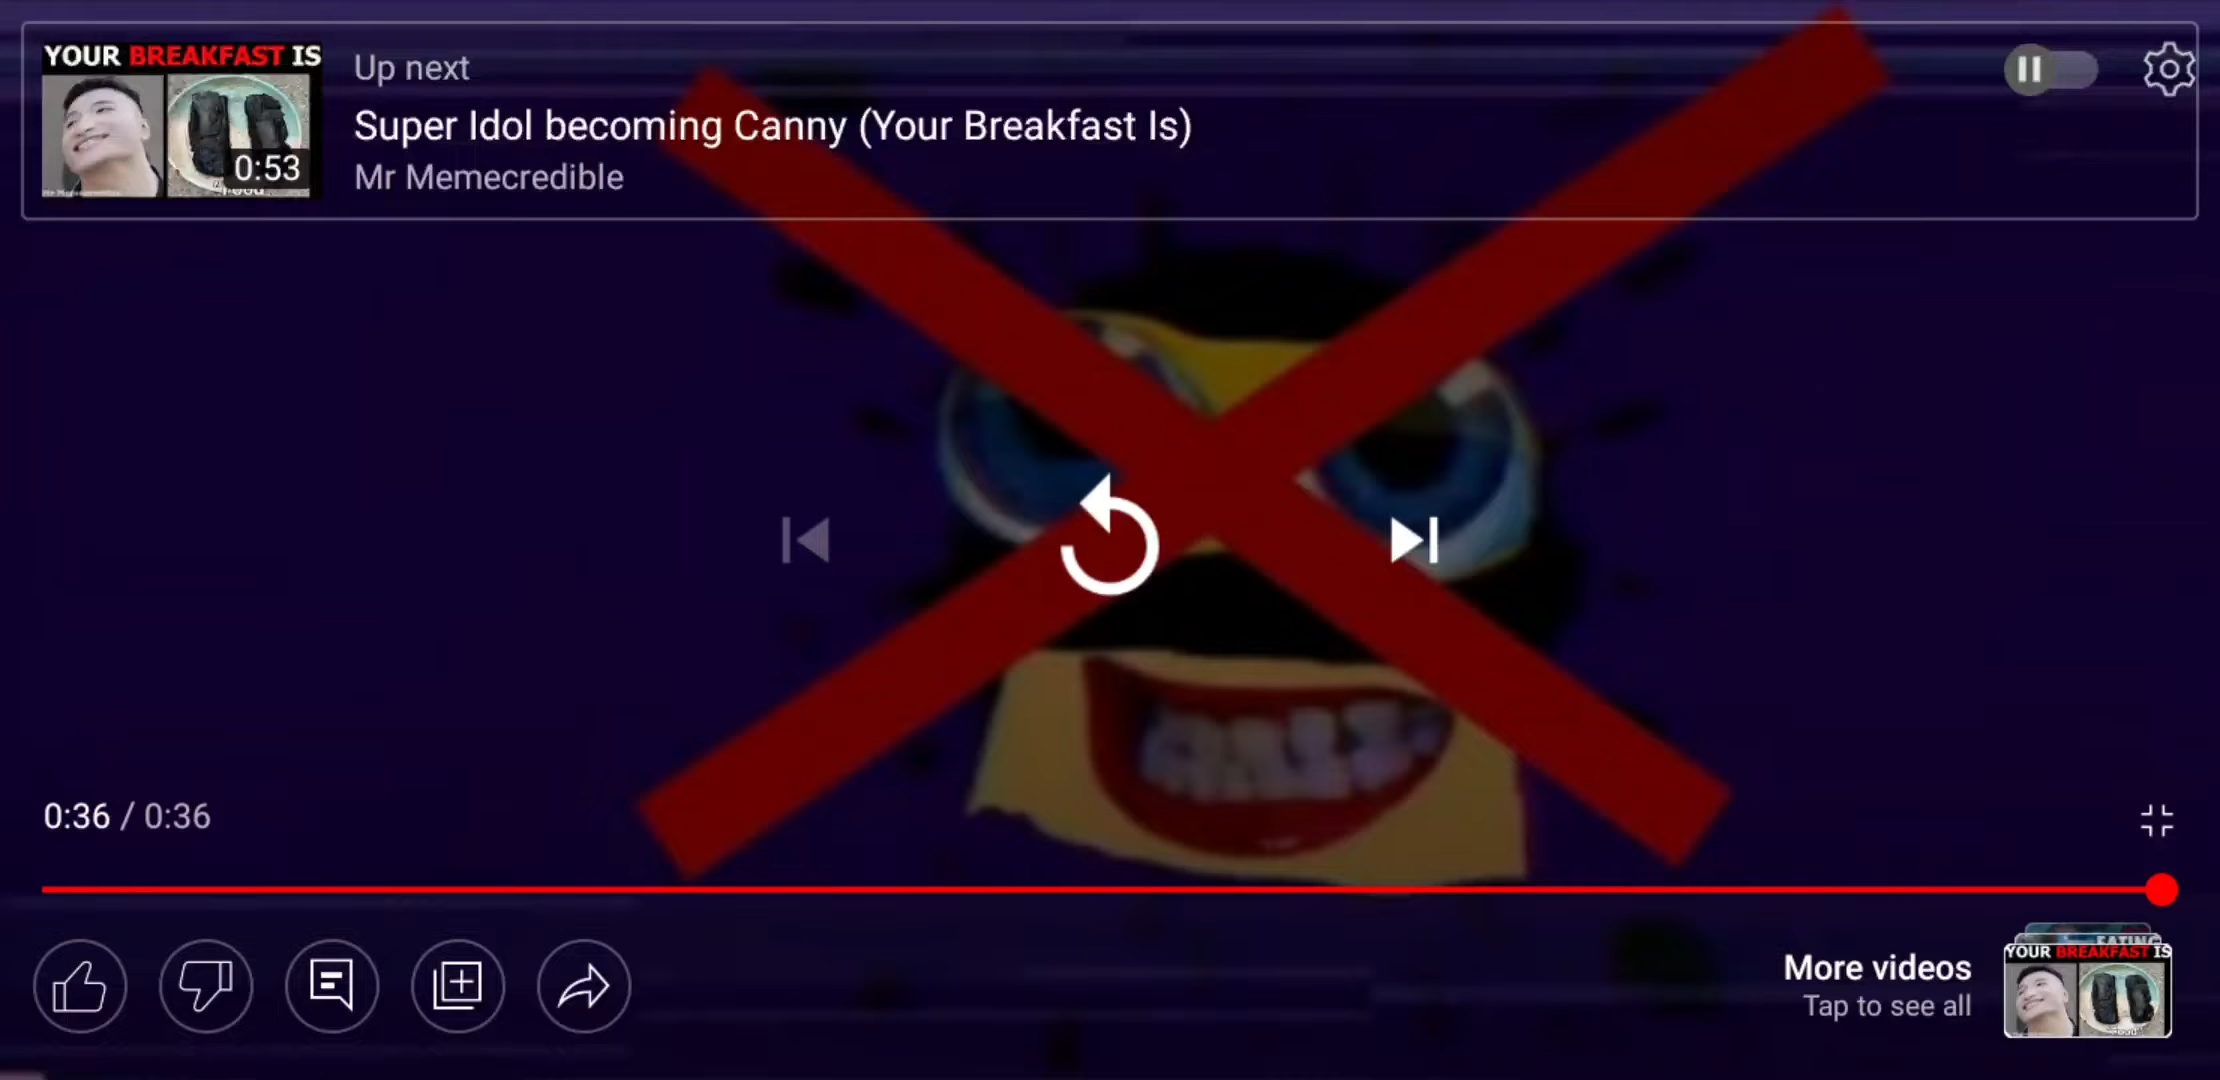 YOUR BREAKFAST IS
0:53
Up next
Super Idol becoming Canny (Your Breakfast Is)
Mr Memecredible
0:36 / 0:36
More videos
Tap to see all
EATING
YOUR BREAKFAST IS